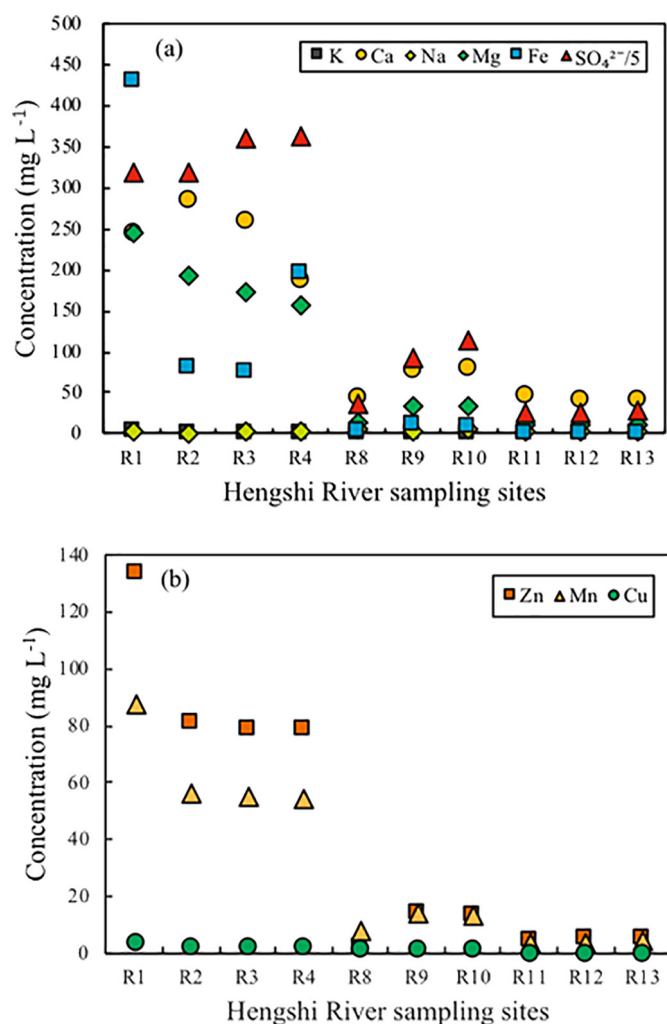 (a)
K Ca Na Mg Fe SO₄²⁻/5
500
450
400
350
300
250
200
150
100
50
0
Concentration (mg L⁻¹)
R1 R2 R3 R4 R8 R9 R10 R11 R12 R13
Hengshi River sampling sites
(b)
Zn Mn Cu
140
120
100
80
60
40
20
0
Concentration (mg L⁻¹)
R1 R2 R3 R4 R8 R9 R10 R11 R12 R13
Hengshi River sampling sites